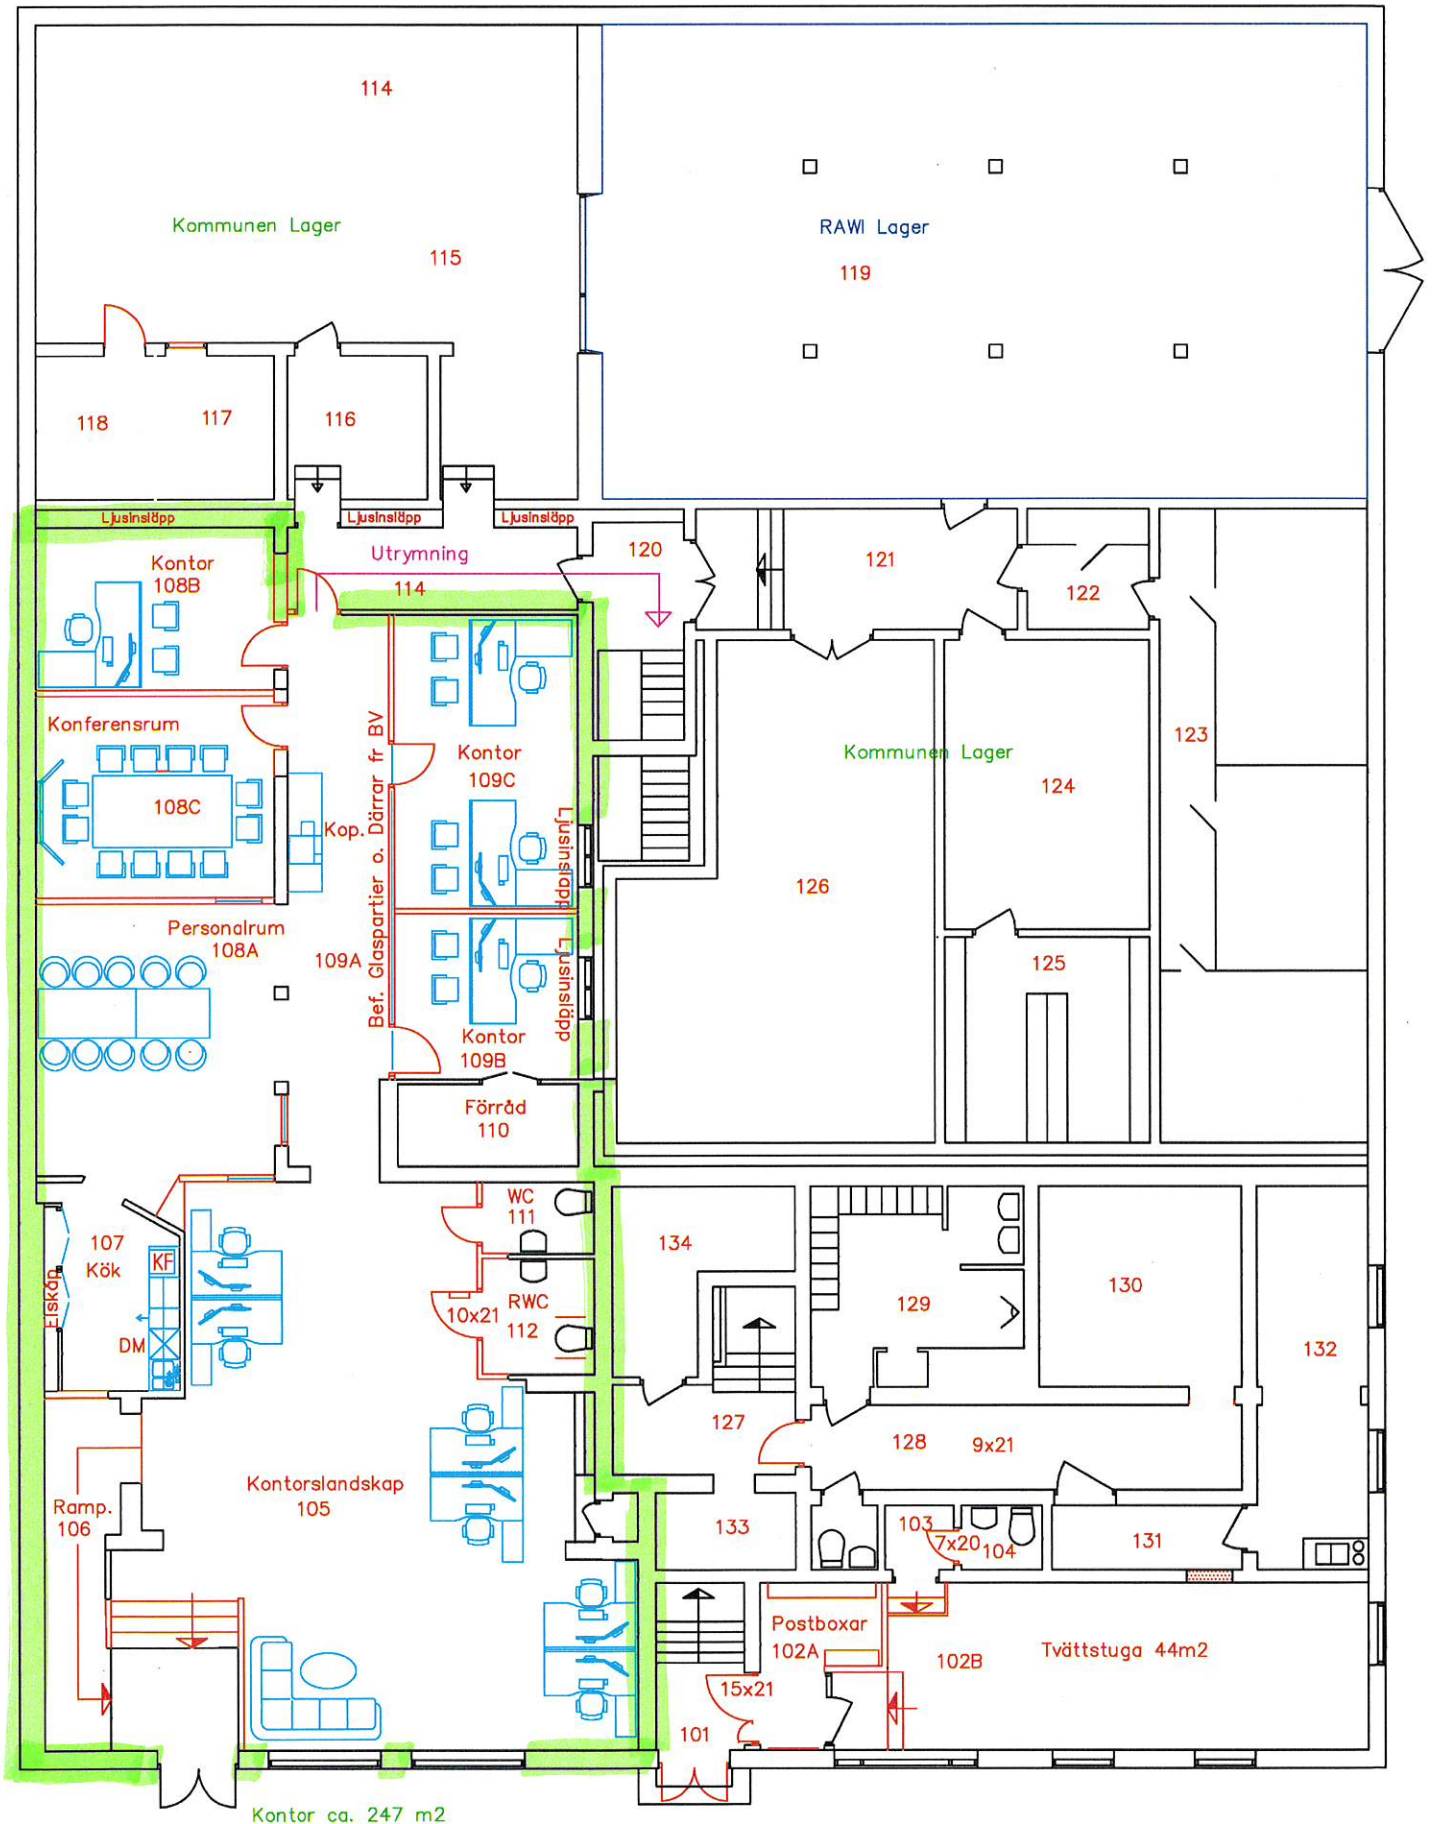 114
Kommunen Lager
RAWI Lager
115
119
118
117
116
Ljusinsläpp
Ljusinsläpp
Ljusinsläpp
Utrymning
120
121
122
Kontor
108B
114
Konferensrum
108C
Kop.
Bef. Glaspartier o. Därrar fr BV
Kontor
109C
Ljusinsläpp
Kommunen Lager
123
124
126
Personalrum
108A
109A
Ljusinsläpp
125
Kontor
109B
Förråd
110
WC
111
107
Kök
KF
Elskåp
DM
10x21
RWC
112
134
129
130
132
127
128
9x21
Kontorslandskap
105
Ramp.
106
133
103
7x20
104
131
Postboxar
102A
102B
Tvättstuga 44m2
15x21
101
Kontor ca. 247 m2